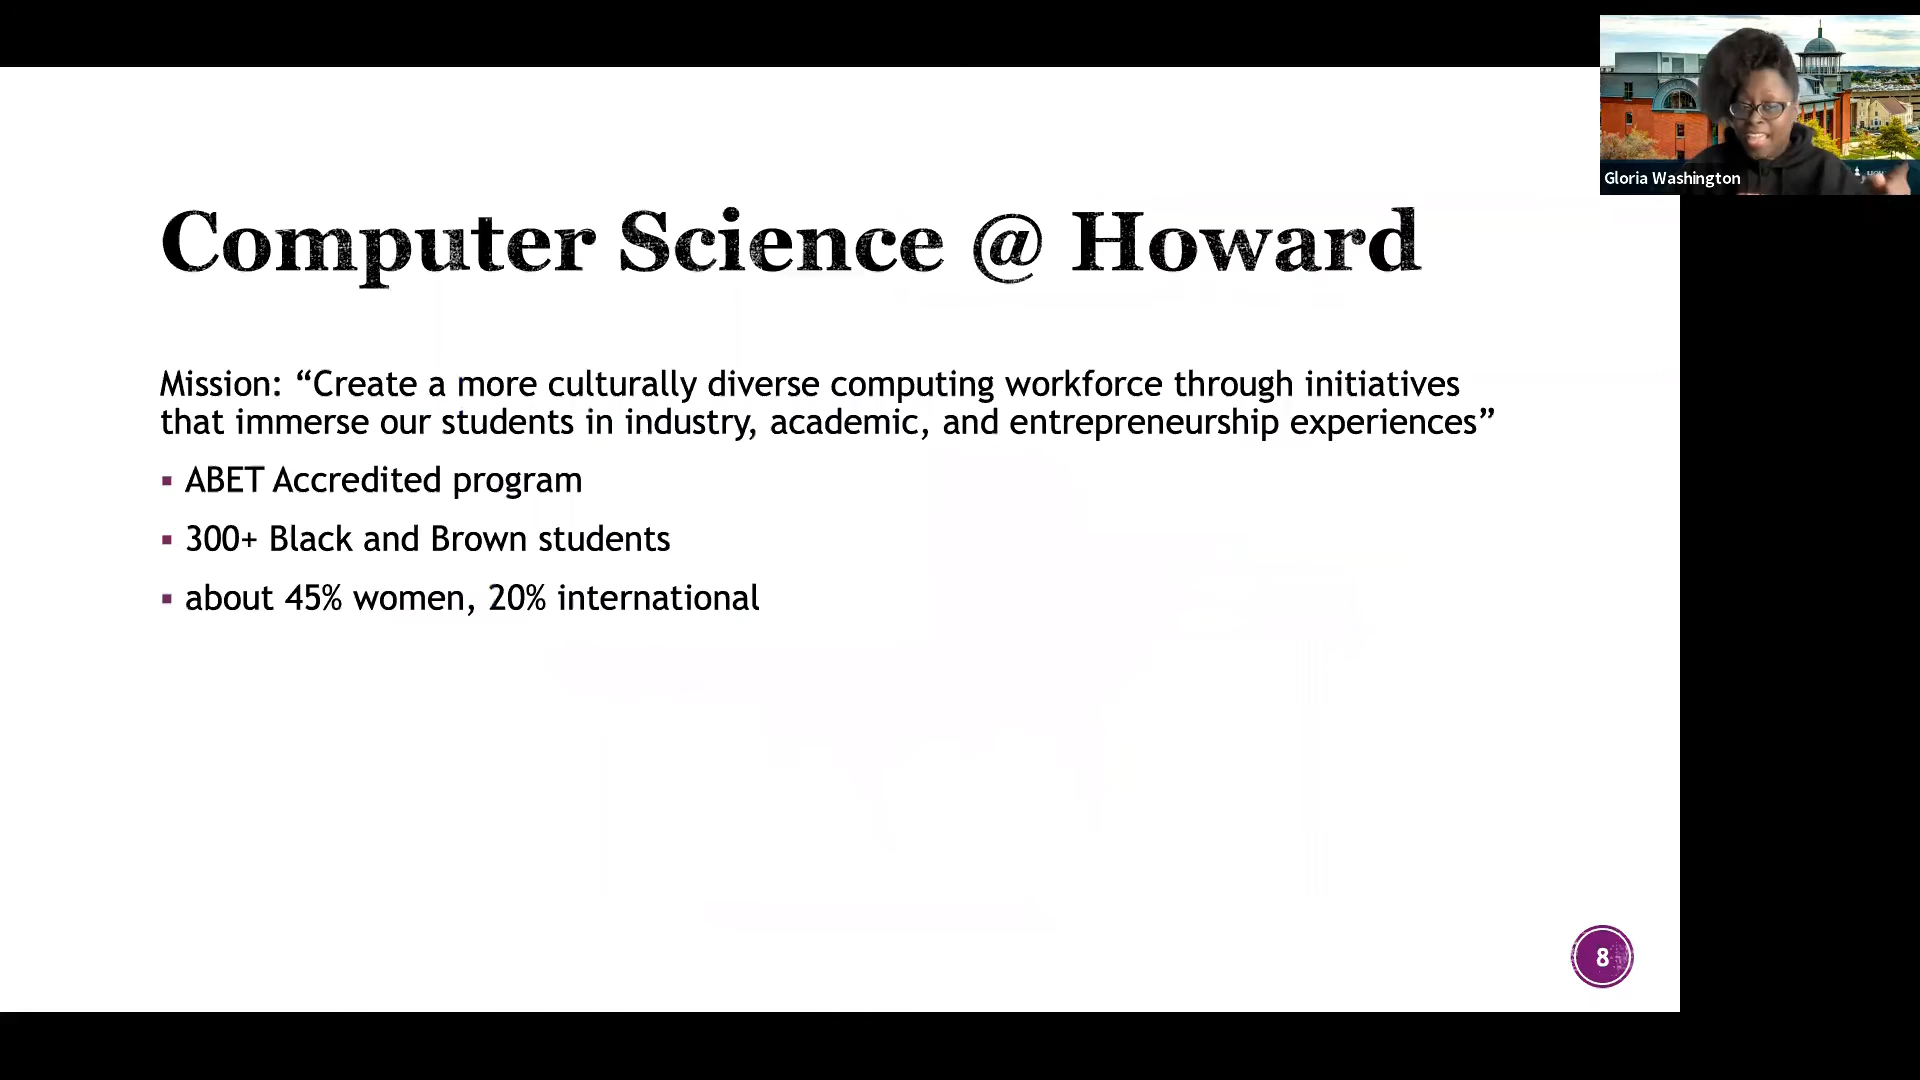 Gloria Washington
Computer Science @ Howard
Mission: “Create a more culturally diverse computing workforce through initiatives
that immerse our students in industry, academic, and entrepreneurship experiences”
▪ ABET Accredited program
▪ 300+ Black and Brown students
▪ about 45% women, 20% international
8